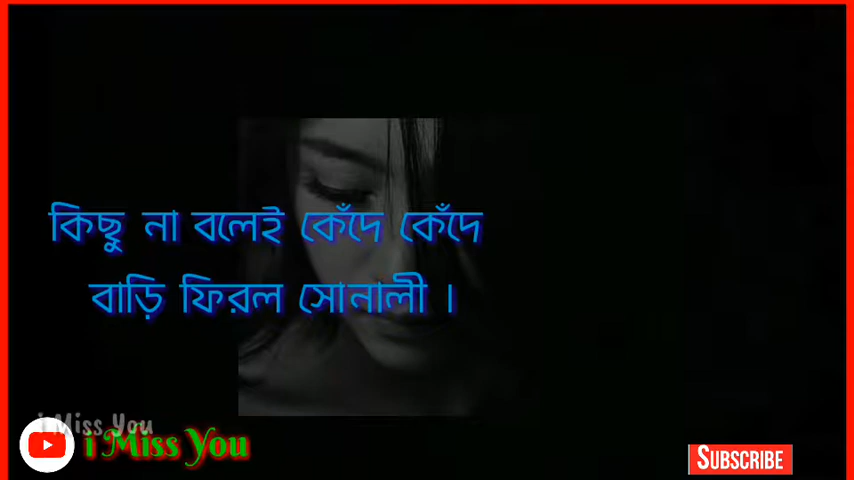 কিছু না বলেই কেঁদে কেঁদে
বাড়ি ফিরল সোনালী ।
i Miss You
i Miss You
SUBSCRIBE